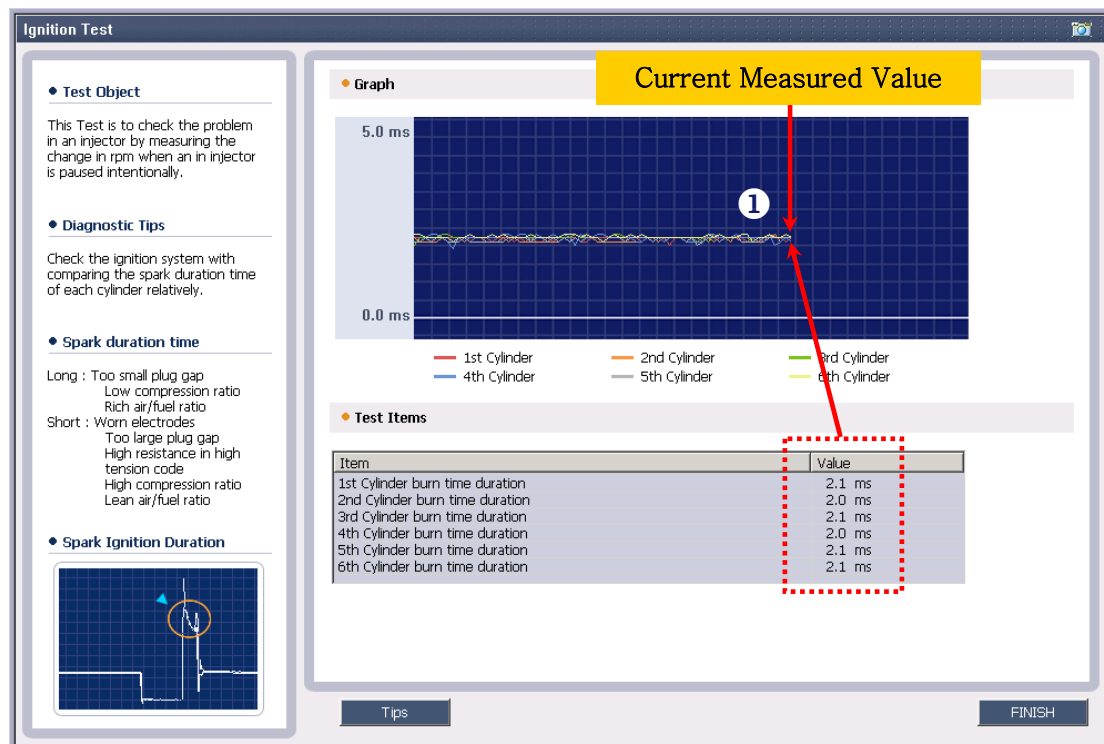 Ignition Test
Test Object
This Test is to check the problem
in an injector by measuring the
change in rpm when an in injector
is paused intentionally.
Diagnostic Tips
Check the ignition system with
comparing the spark duration time
of each cylinder relatively.
Spark duration time
Long : Too small plug gap
Low compression ratio
Rich air/fuel ratio
Short : Worn electrodes
Too large plug gap
High resistance in high
tension code
High compression ratio
Lean air/fuel ratio
Spark Ignition Duration
Graph
Current Measured Value
5.0 ms
❶
0.0 ms
1st Cylinder 2nd Cylinder 3rd Cylinder
4th Cylinder 5th Cylinder 6th Cylinder
Test Items
Item Value
1st Cylinder burn time duration 2.1 ms
2nd Cylinder burn time duration 2.0 ms
3rd Cylinder burn time duration 2.1 ms
4th Cylinder burn time duration 2.0 ms
5th Cylinder burn time duration 2.1 ms
6th Cylinder burn time duration 2.1 ms
Tips
FINISH